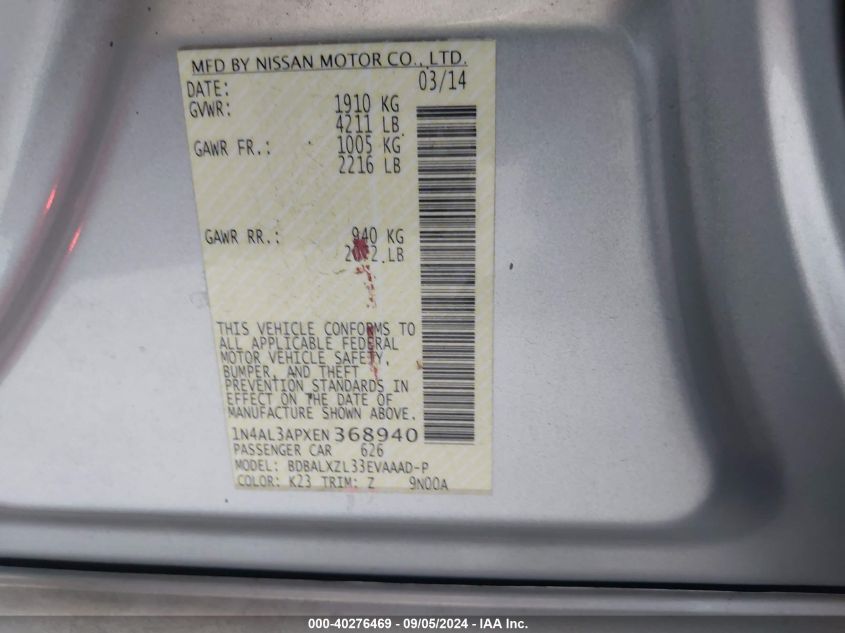 MFD BY NISSAN MOTOR CO., LTD.
DATE: 03/14
GVWR: 1910 KG
4211 LB
GAWR FR.: 1005 KG
2216 LB
GAWR RR.: 940 KG
LB
THIS VEHICLE CONFORMS TO
ALL APPLICABLE FEDERAL
MOTOR VEHICLE SAFETY,
BUMPER, AND THEFT
PREVENTION STANDARDS IN
EFFECT ON THE DATE OF
MANUFACTURE SHOWN ABOVE.
1N4AL3APXEN 368940
PASSENGER CAR 626
MODEL: BDBALXZL33EVAAAD-P
COLOR: K23 TRIM: Z 9N00A
000-40276469 - 09/05/2024 - IAA Inc.